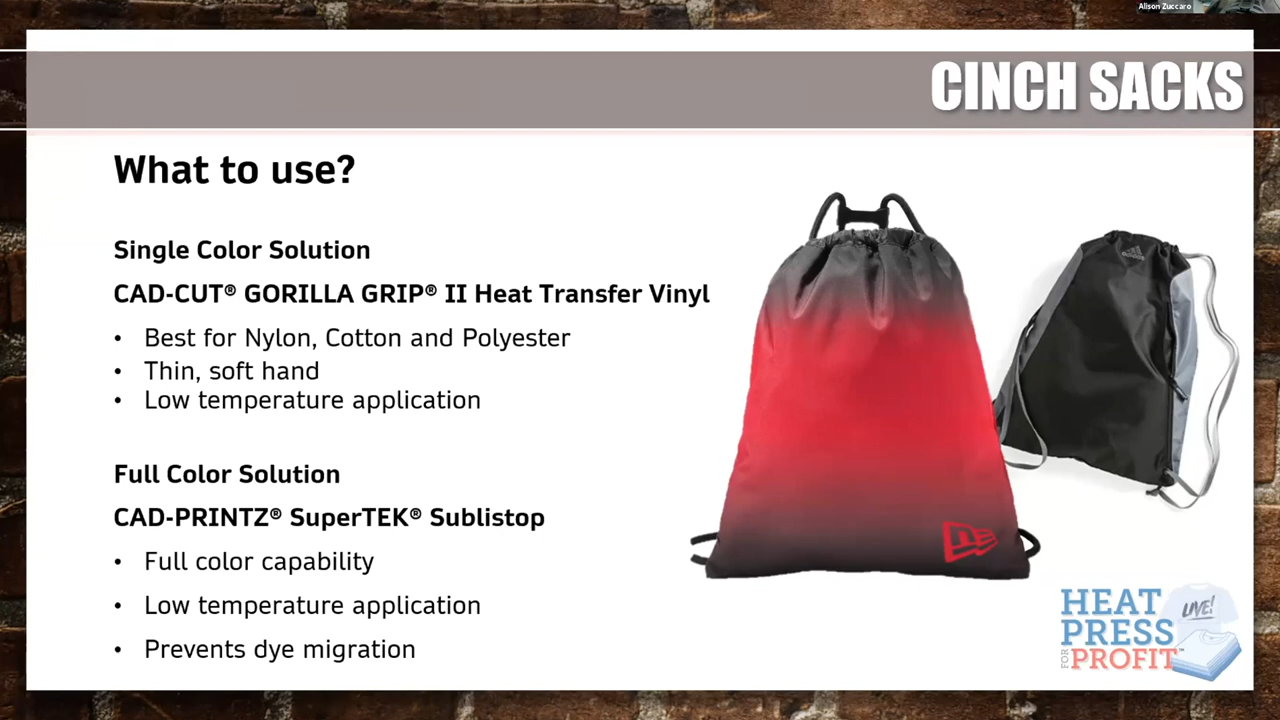 Alison Zuccaro
CINCH SACKS
What to use?
Single Color Solution
CAD-CUT® GORILLA GRIP® II Heat Transfer Vinyl
• Best for Nylon, Cotton and Polyester
• Thin, soft hand
• Low temperature application
Full Color Solution
CAD-PRINTZ® SuperTEK® Sublistop
• Full color capability
• Low temperature application
• Prevents dye migration
adidas
HEAT
PRESS
FOR PROFIT™
LIVE!